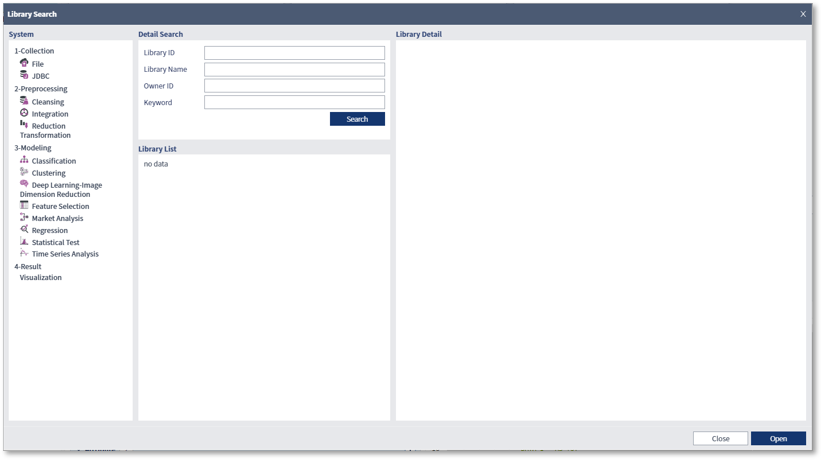 Library Search
X
System
1-Collection
File
JDBC
2-Preprocessing
Cleansing
Integration
Reduction
Transformation
3-Modeling
Classification
Clustering
Deep Learning-Image
Dimension Reduction
Feature Selection
Market Analysis
Regression
Statistical Test
Time Series Analysis
4-Result
Visualization
Detail Search
Library ID
Library Name
Owner ID
Keyword
Search
Library List
no data
Library Detail
Close
Open